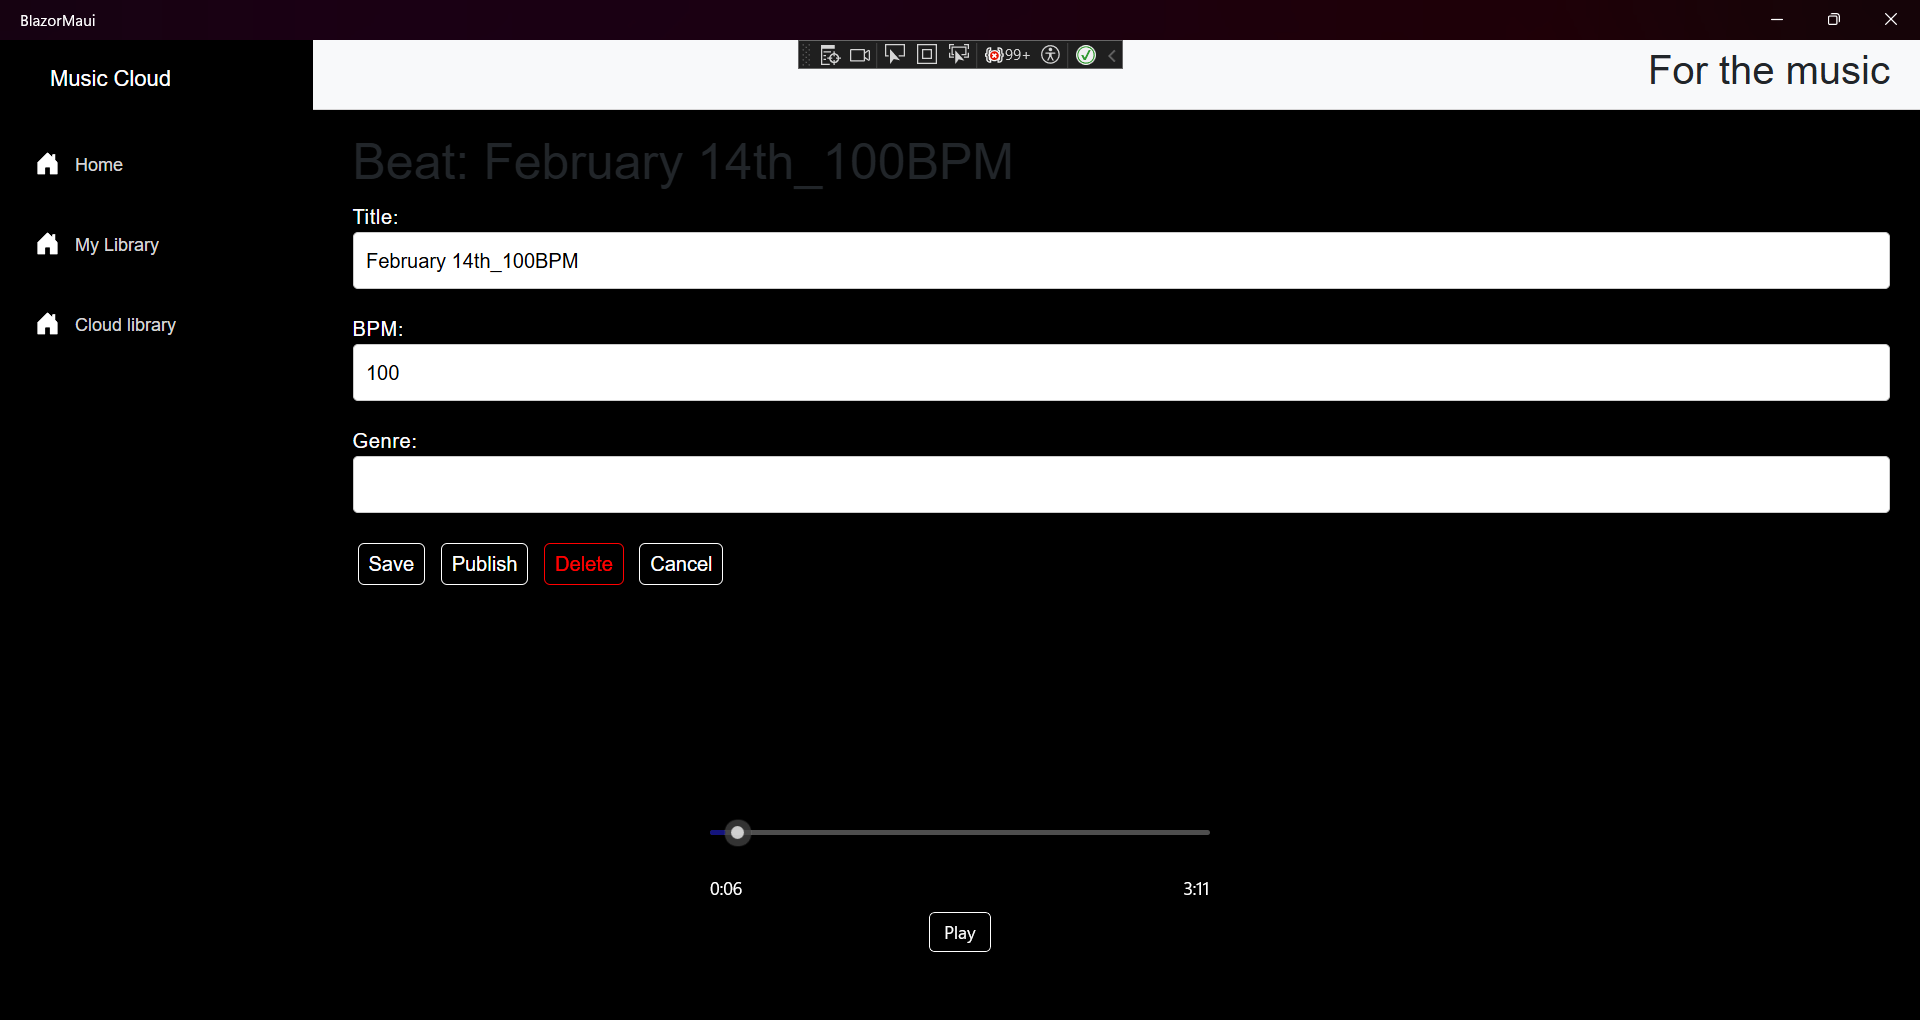 BlazorMaui
Music Cloud
99+
For the music
Home
My Library
Cloud library
Beat: February 14th_100BPM
Title:
February 14th_100BPM
BPM:
100
Genre:
Save Publish Delete Cancel
0:06 3:11
Play